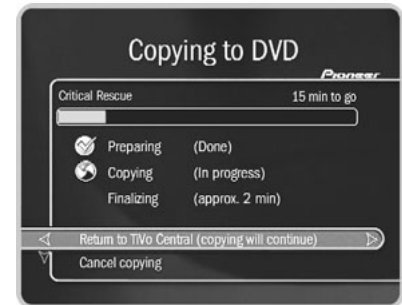 Copying to DVD
Pioneer
Critical Rescue 15 min to go
Preparing (Done)
Copying (In progress)
Finalizing (approx. 2 min)
Return to TiVo Central (copying will continue)
Cancel copying